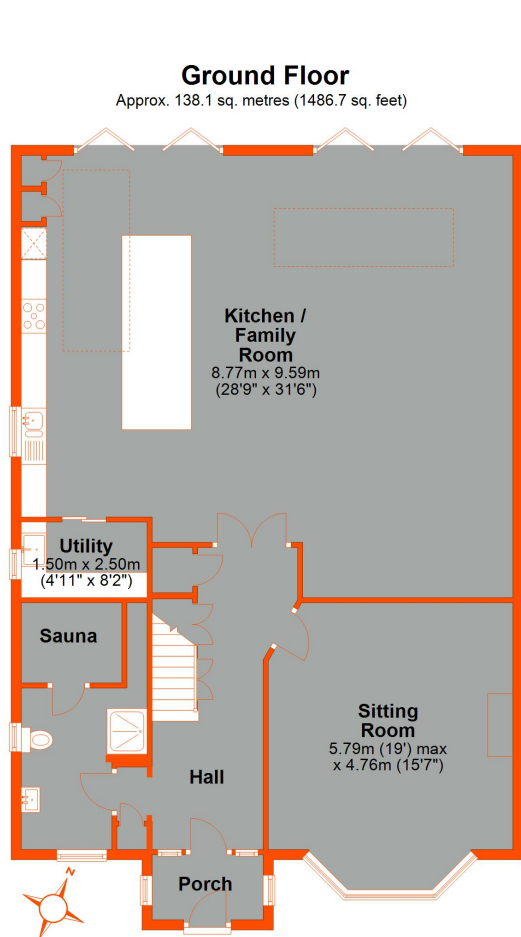 Ground Floor
Approx. 138.1 sq. metres (1486.7 sq. feet)
Kitchen /
Family
Room
8.77m x 9.59m
(28'9" x 31'6")
Utility
1.50m x 2.50m
(4'11" x 8'2")
Sauna
Sitting
Room
5.79m (19') max
x 4.76m (15'7")
Hall
Porch
N